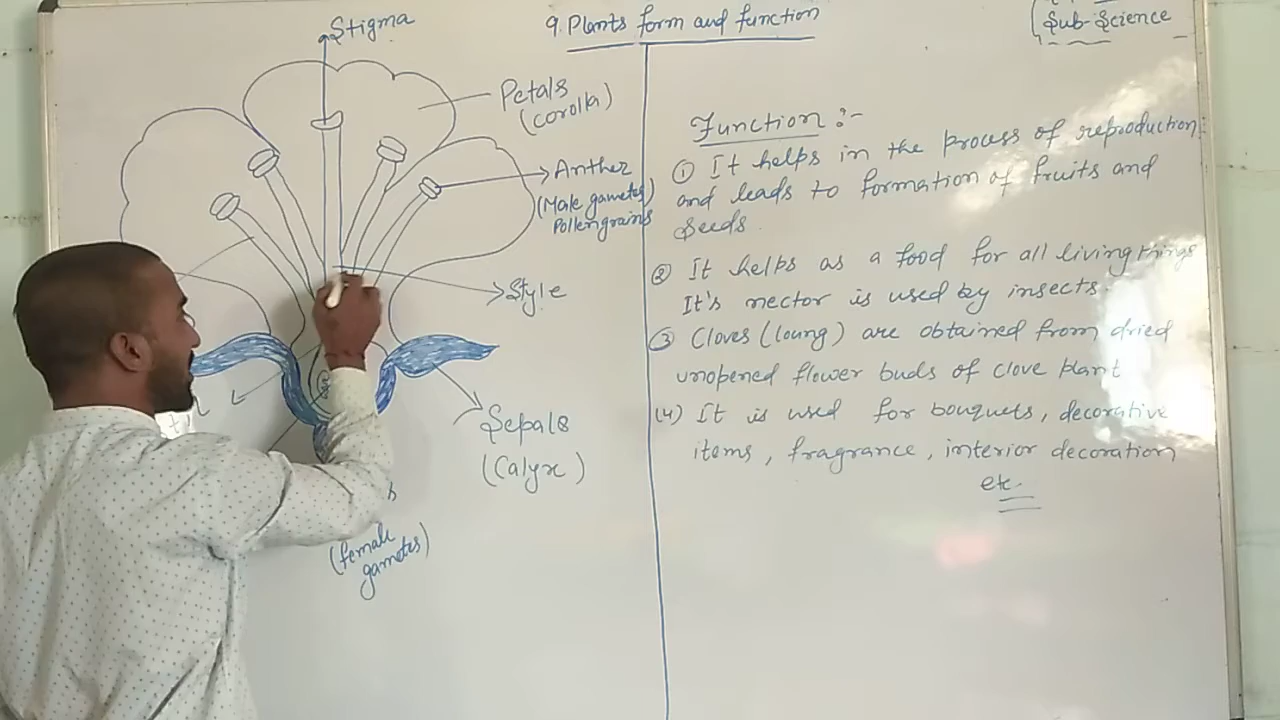 9. Plants form and function
Sub-Science
Stigma
Petals
(corolla)
Anther
(Male gametes)
Pollengrains
Style
Sepals
(Calyx)
(female
gametes)
Function :-
① It helps in the process of reproduction
and leads to formation of fruits and
seeds.
② It helps as a food for all living things
It's nector is used by insects.
③ Cloves (loung) are obtained from dried
unopened flower buds of clove plant
(4) It is used for bouquets, decorative
items, fragrance, interior decoration
etc.